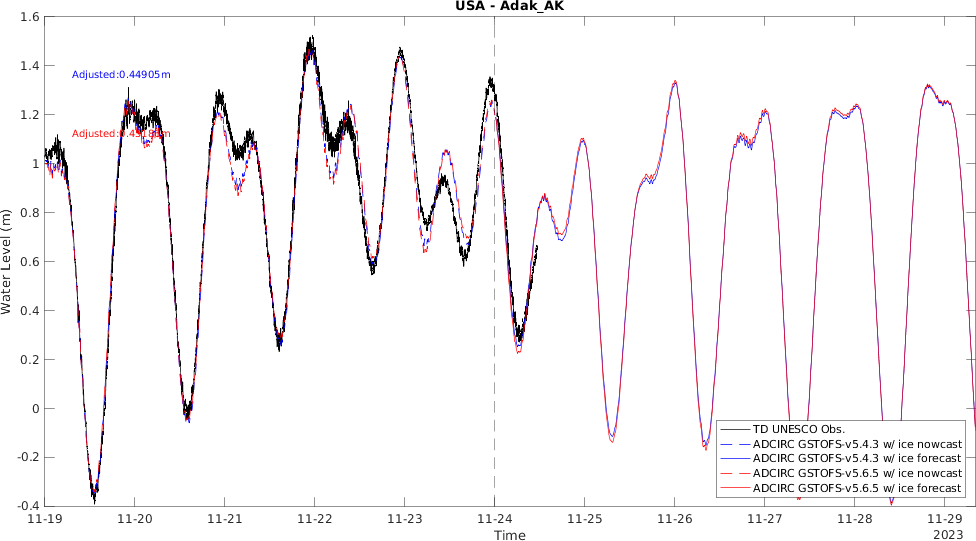 USA - Adak_AK
1.6
1.4
1.2
1
0.8
0.6
0.4
0.2
0
-0.2
-0.4
Water Level (m)
Adjusted:0.44905m
11-19
11-20
11-21
11-22
11-23
11-24
11-25
11-26
11-27
11-28
11-29
2023
Time
TD UNESCO Obs.
ADCIRC GSTOFS-v5.4.3 w/ ice nowcast
ADCIRC GSTOFS-v5.4.3 w/ ice forecast
ADCIRC GSTOFS-v5.6.5 w/ ice nowcast
ADCIRC GSTOFS-v5.6.5 w/ ice forecast